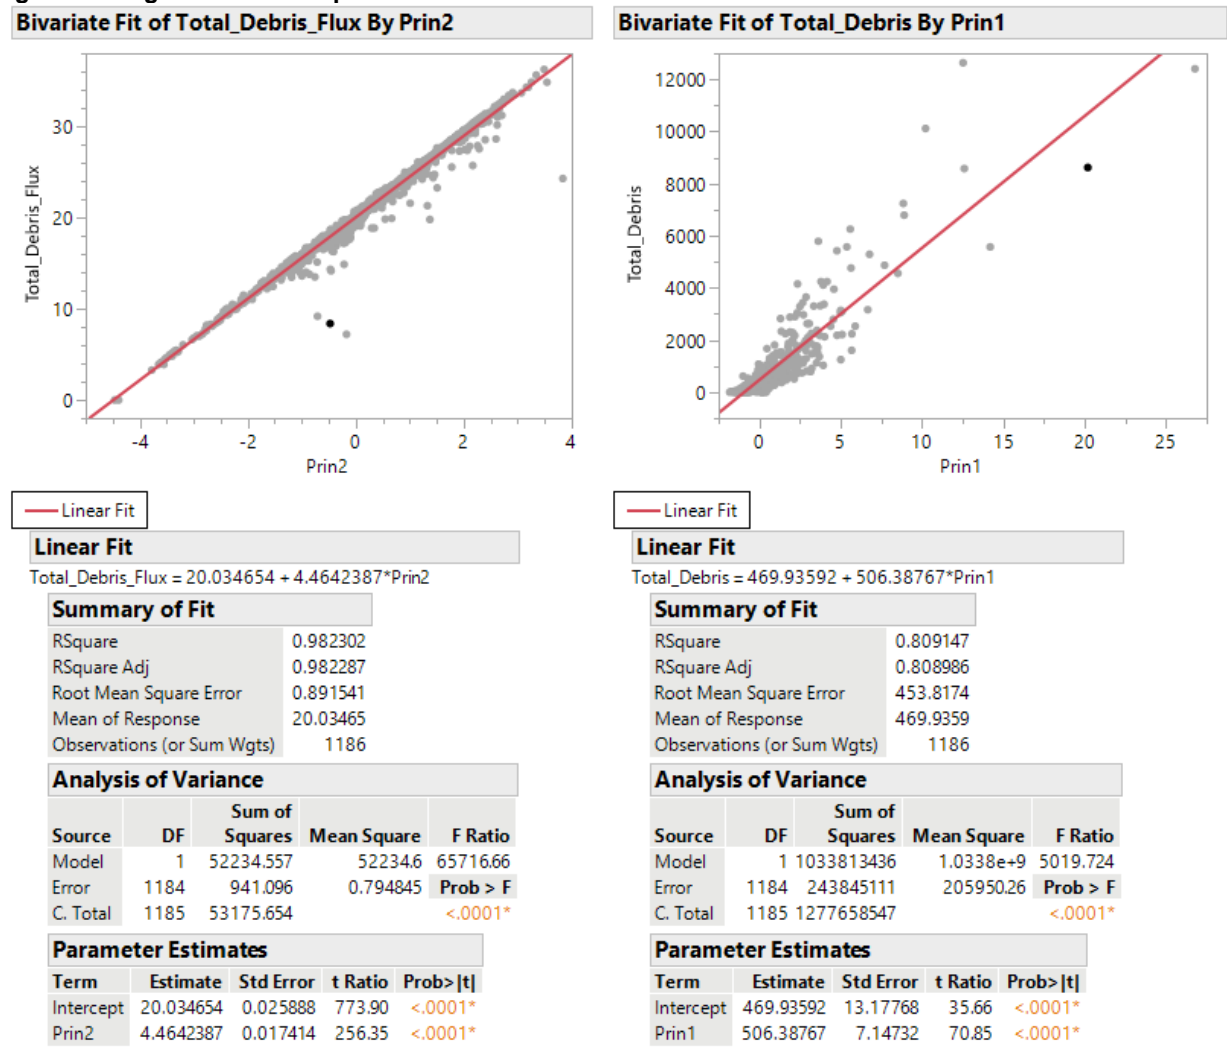 Bivariate Fit of Total_Debris_Flux By Prin2
Total_Debris_Flux
30
20
10
0
-4 -2 0 2 4
Prin2
Linear Fit
Linear Fit
Total_Debris_Flux = 20.034654 + 4.4642387*Prin2
Summary of Fit
RSquare 0.982302
RSquare Adj 0.982287
Root Mean Square Error 0.891541
Mean of Response 20.03465
Observations (or Sum Wgts) 1186
Analysis of Variance
Sum of
Source DF Squares Mean Square F Ratio
Model 1 52234.557 52234.6 65716.66
Error 1184 941.096 0.794845 Prob > F
C. Total 1185 53175.654 <.0001*
Parameter Estimates
Term Estimate Std Error t Ratio Prob>|t|
Intercept 20.034654 0.025888 773.90 <.0001*
Prin2 4.4642387 0.017414 256.35 <.0001*
Bivariate Fit of Total_Debris By Prin1
Total_Debris
12000
10000
8000
6000
4000
2000
0
0 5 10 15 20 25
Prin1
Linear Fit
Linear Fit
Total_Debris = 469.93592 + 506.38767*Prin1
Summary of Fit
RSquare 0.809147
RSquare Adj 0.808986
Root Mean Square Error 453.8174
Mean of Response 469.9359
Observations (or Sum Wgts) 1186
Analysis of Variance
Sum of
Source DF Squares Mean Square F Ratio
Model 1 1033813436 1.0338e+9 5019.724
Error 1184 243845111 205950.26 Prob > F
C. Total 1185 1277658547 <.0001*
Parameter Estimates
Term Estimate Std Error t Ratio Prob>|t|
Intercept 469.93592 13.17768 35.66 <.0001*
Prin1 506.38767 7.14732 70.85 <.0001*